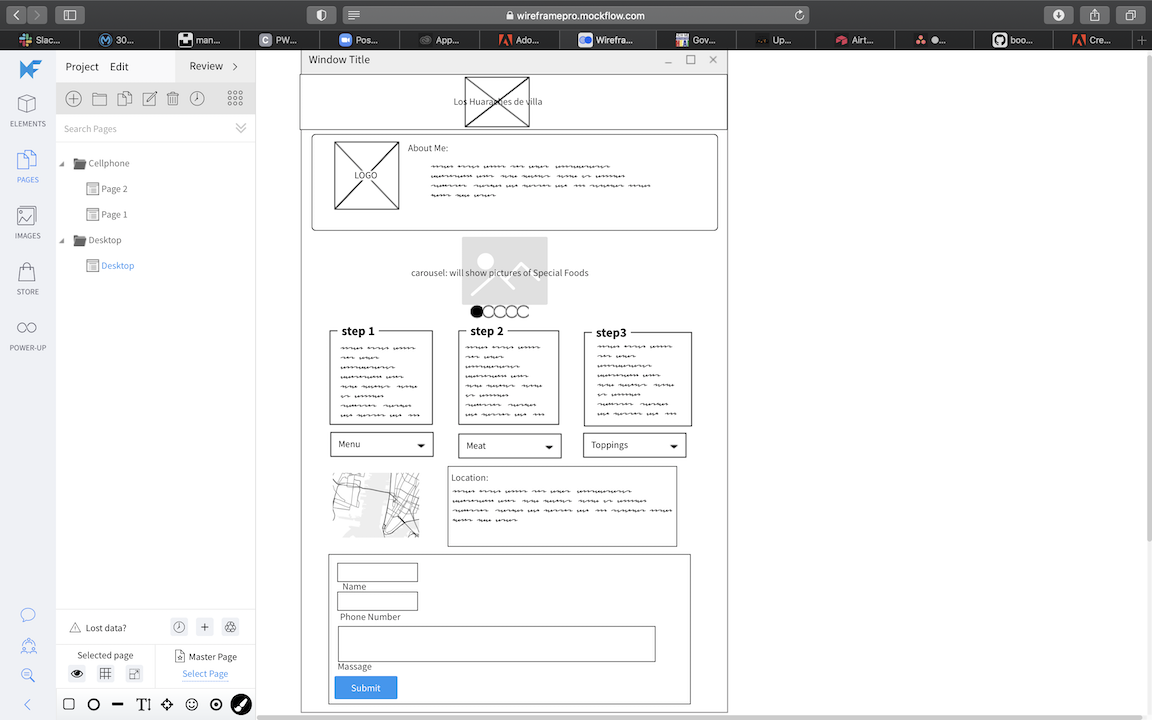 wireframepro.mockflow.com
Slac...
30...
man...
PW...
Pos...
App...
Ado...
Wirefra...
Gov...
Up...
Airt...
boo...
Cre...
Project Edit Review
ELEMENTS
PAGES
IMAGES
STORE
POWER-UP
Search Pages
Cellphone
Page 2
Page 1
Desktop
Desktop
Lost data?
Selected page
Master Page
Select Page
Window Title
Los Huaraches de villa
LOGO
About Me:
carousel: will show pictures of Special Foods
step 1
step 2
step3
Menu
Meat
Toppings
Location:
Name
Phone Number
Massage
Submit